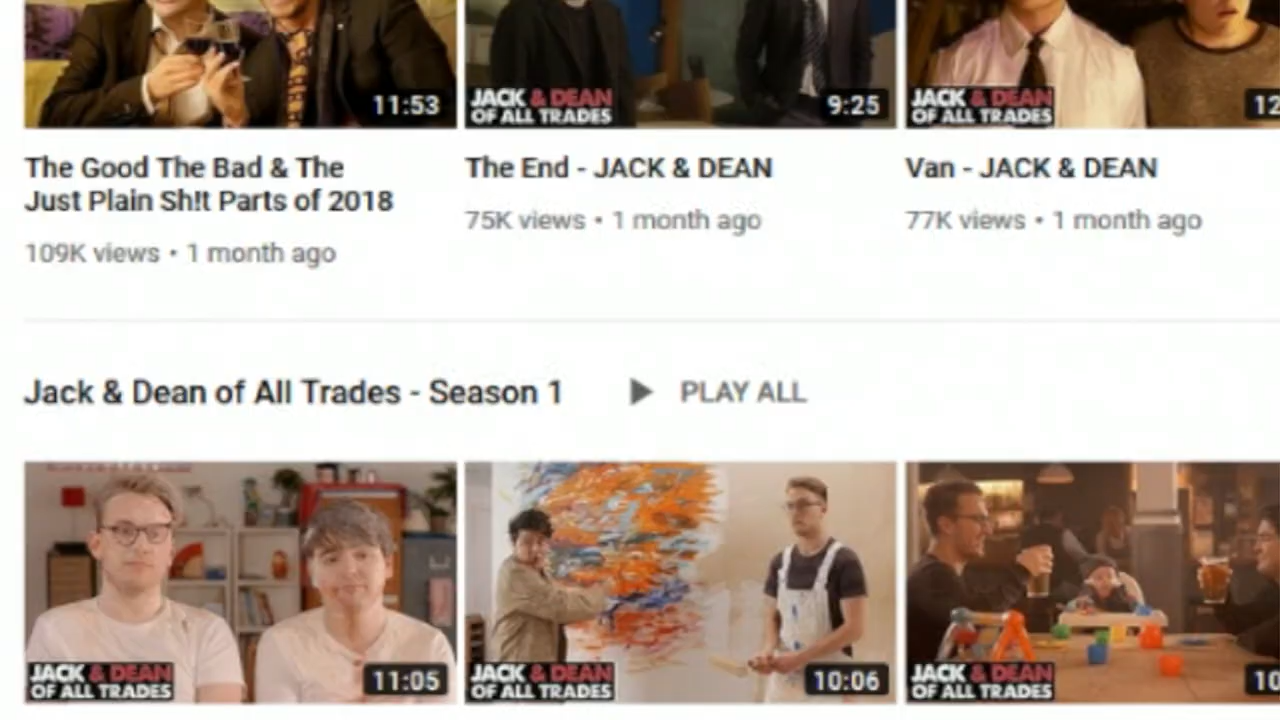 JACK & DEAN
OF ALL TRADES
11:53
JACK & DEAN
OF ALL TRADES
9:25
JACK & DEAN
OF ALL TRADES
12
The Good The Bad & The
Just Plain Sh!t Parts of 2018
109K views • 1 month ago
The End - JACK & DEAN
75K views • 1 month ago
Van - JACK & DEAN
77K views • 1 month ago
Jack & Dean of All Trades - Season 1
PLAY ALL
JACK & DEAN
OF ALL TRADES
11:05
JACK & DEAN
OF ALL TRADES
10:06
JACK & DEAN
OF ALL TRADES
10